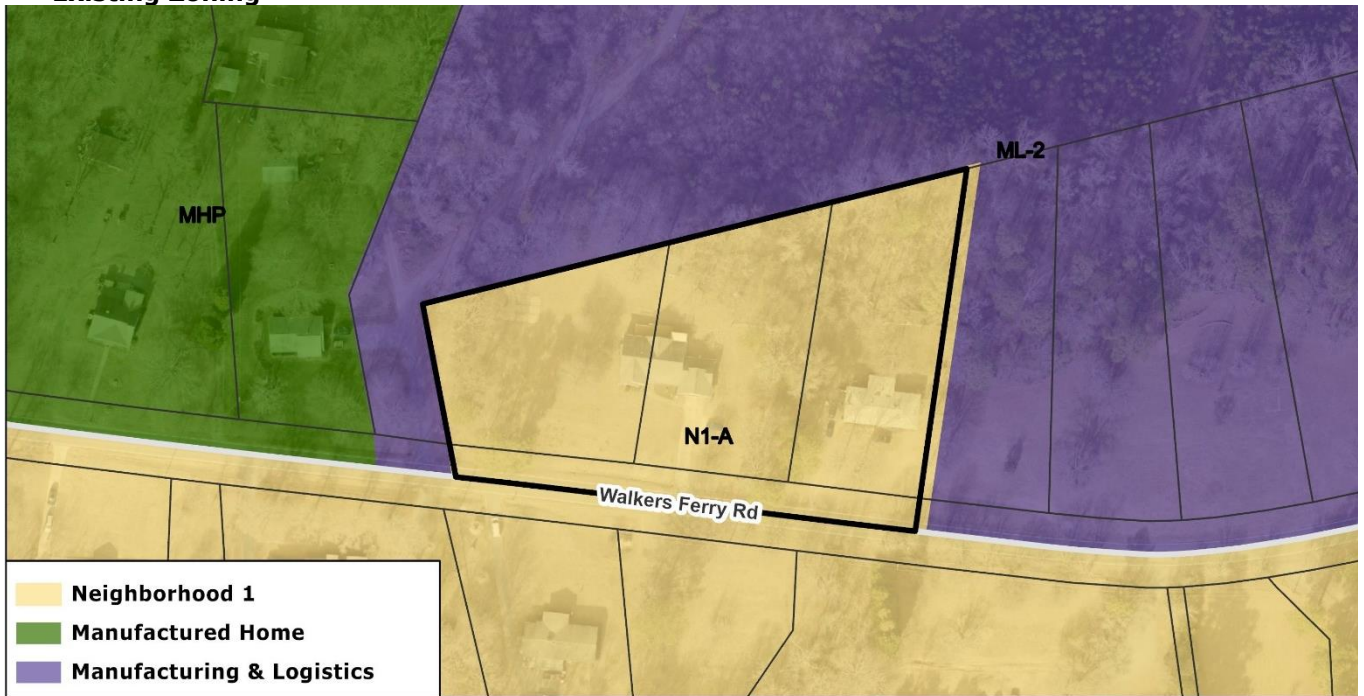 Existing Zoning
ML-2
MHP
N1-A
Walkers Ferry Rd
Neighborhood 1
Manufactured Home
Manufacturing & Logistics